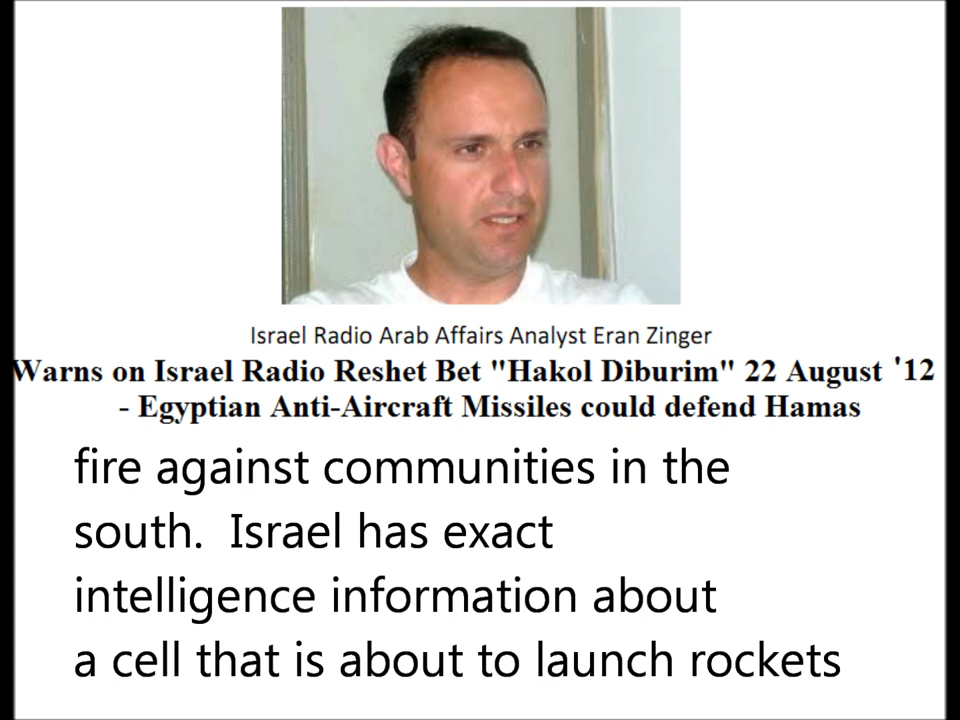 Israel Radio Arab Affairs Analyst Eran Zinger
Warns on Israel Radio Reshet Bet "Hakol Diburim" 22 August '12
- Egyptian Anti-Aircraft Missiles could defend Hamas
fire against communities in the
south.  Israel has exact
intelligence information about
a cell that is about to launch rockets